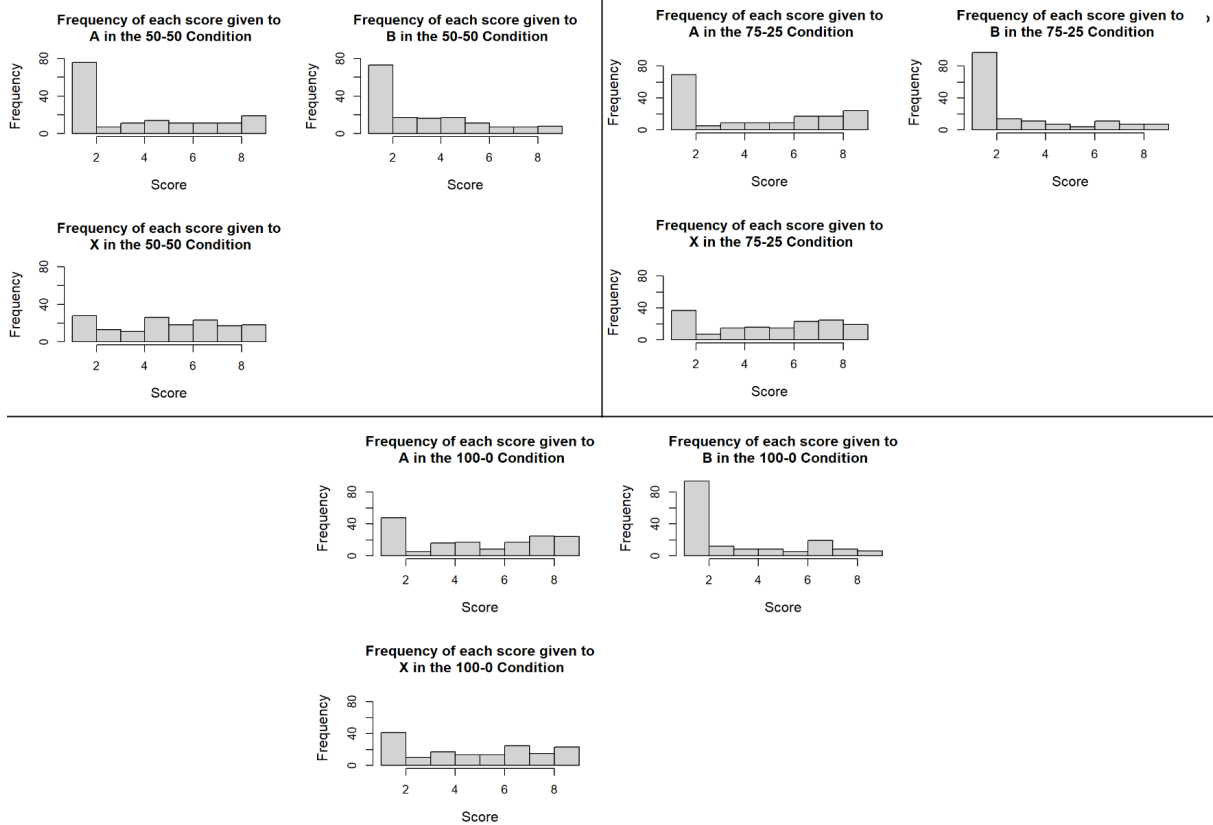 Frequency of each score given to
A in the 50-50 Condition
Frequency
0
40
80
2
4
6
8
Score
Frequency of each score given to
B in the 50-50 Condition
Frequency
0
40
80
2
4
6
8
Score
Frequency of each score given to
X in the 50-50 Condition
Frequency
0
40
80
2
4
6
8
Score
Frequency of each score given to
A in the 75-25 Condition
Frequency
0
40
80
2
4
6
8
Score
Frequency of each score given to
B in the 75-25 Condition
Frequency
0
40
80
2
4
6
8
Score
Frequency of each score given to
X in the 75-25 Condition
Frequency
0
40
80
2
4
6
8
Score
Frequency of each score given to
A in the 100-0 Condition
Frequency
0
40
80
2
4
6
8
Score
Frequency of each score given to
B in the 100-0 Condition
Frequency
0
40
80
2
4
6
8
Score
Frequency of each score given to
X in the 100-0 Condition
Frequency
0
40
80
2
4
6
8
Score